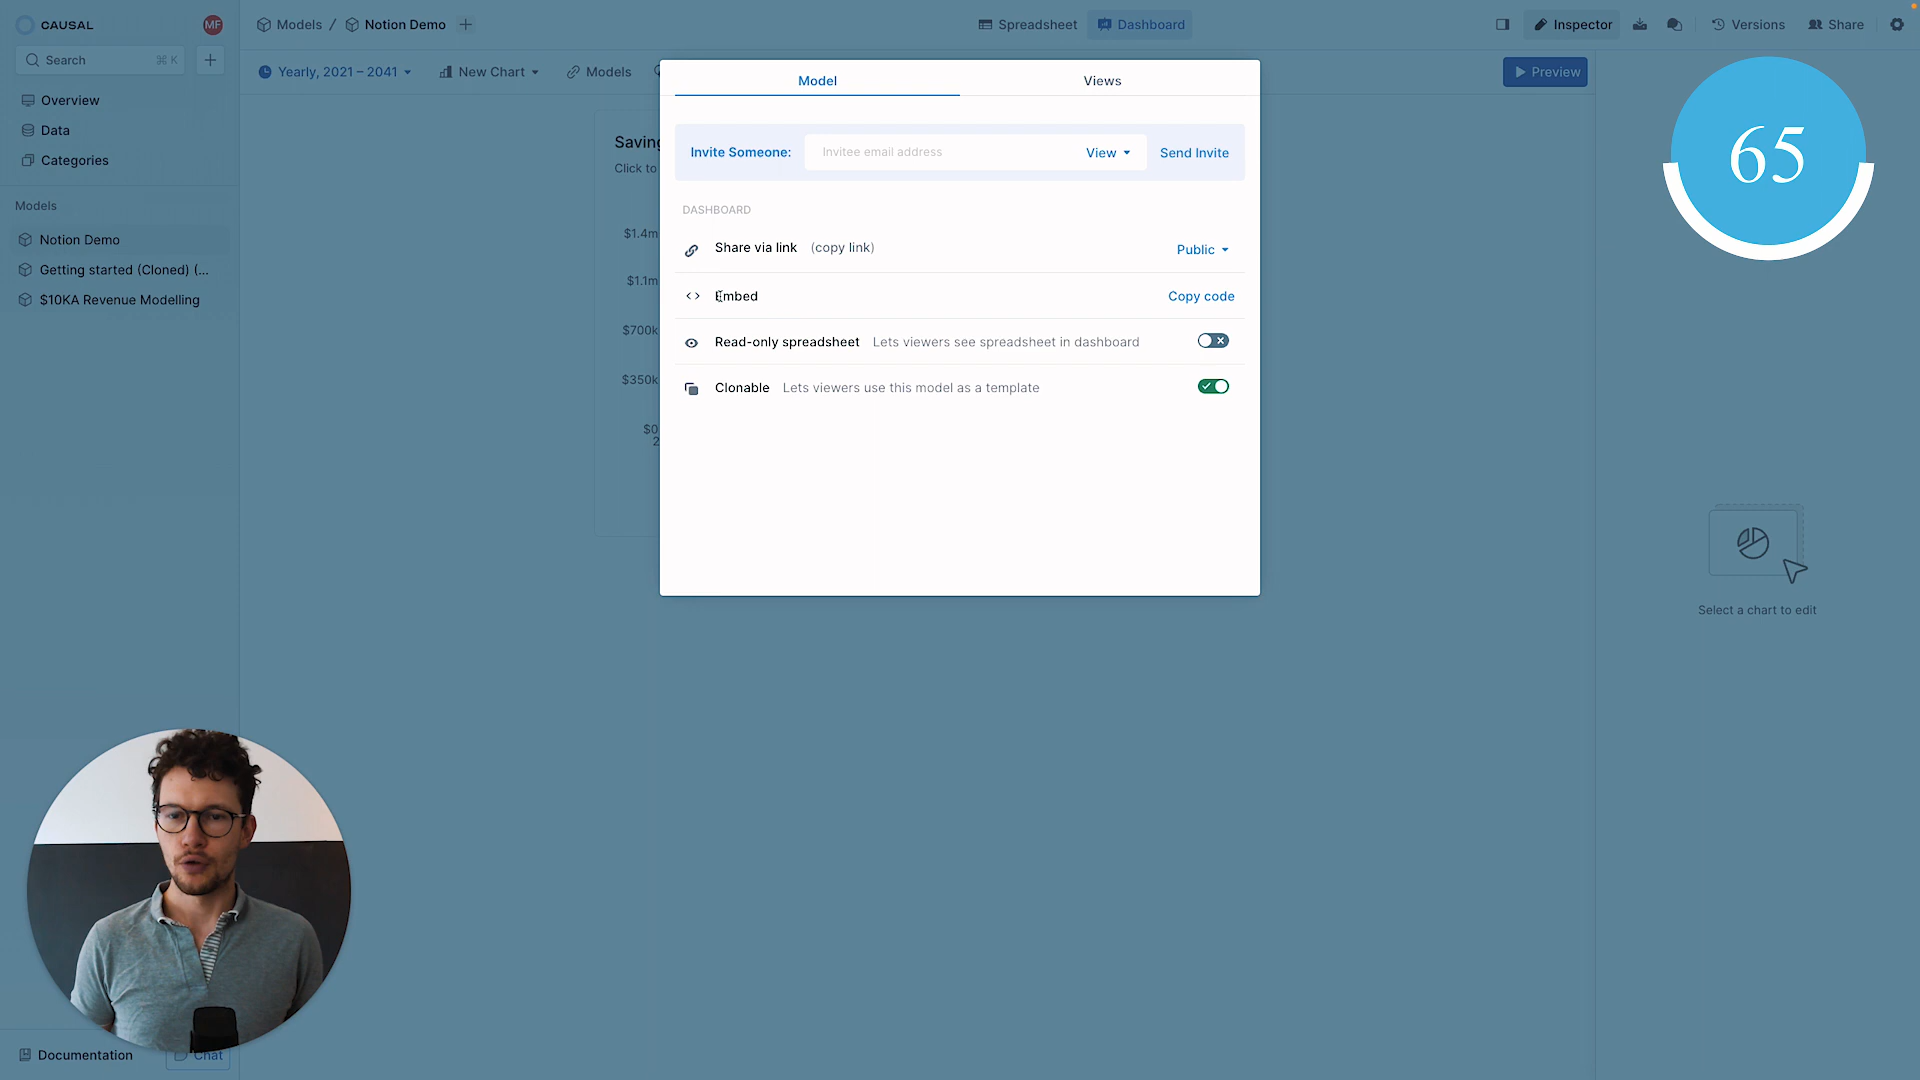 CAUSAL
MF
Models / Notion Demo
Spreadsheet
Dashboard
Inspector
Versions
Share
Search ⌘ K
Yearly, 2021 – 2041
New Chart
Models
Preview
Overview
Data
Categories
Models
Notion Demo
Getting started (Cloned) (...
$10KA Revenue Modelling
Model
Views
Invite Someone:
Invitee email address
View
Send Invite
DASHBOARD
Share via link (copy link)
Public
Embed
Copy code
Read-only spreadsheet Lets viewers see spreadsheet in dashboard
Clonable Lets viewers use this model as a template
Saving
Click to
$1.4m
$1.1m
$700k
$350k
$0
2
65
Select a chart to edit
Documentation
Chat